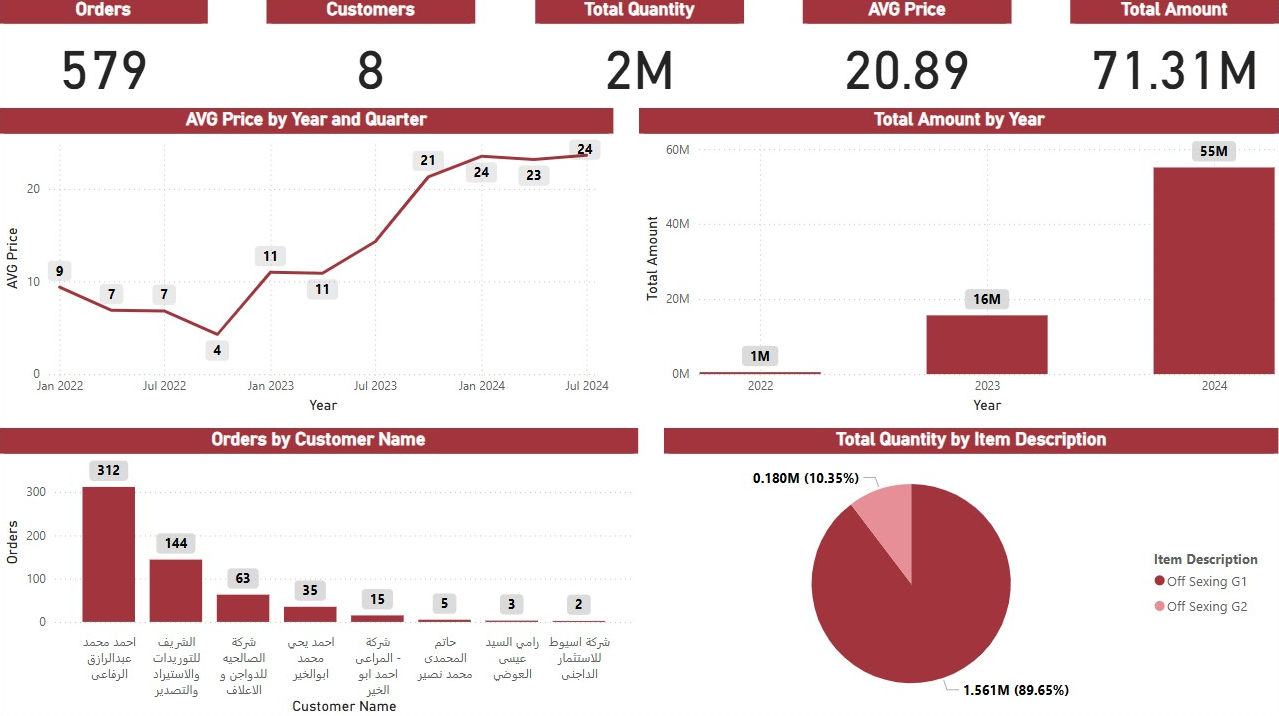 Orders Customers Total Quantity AVG Price Total Amount
579 8 2M 20.89 71.31M
AVG Price by Year and Quarter
AVG Price
20
10
0
9
7
7
4
11
11
21
24
23
24
Jan 2022 Jul 2022 Jan 2023 Jul 2023 Jan 2024 Jul 2024
Year
Total Amount by Year
Total Amount
60M
40M
20M
0M
1M
16M
55M
2022 2023 2024
Year
Orders by Customer Name
Orders
300
200
100
0
312
144
63
35
15
5
3
2
احمد محمد
عبدالرازق
الرفاعى
الشريف
للتوريدات
والاستيراد
والتصدير
شركة
الصالحيه
للدواجن و
الاعلاف
احمد يحي
محمد
ابوالخير
شركة
المراعى -
احمد ابو
الخير
حاتم
المحمدى
محمد نصير
رامي السيد
عيسى
العوضي
شركة اسيوط
للاستثمار
الداجنى
Customer Name
Total Quantity by Item Description
0.180M (10.35%)
1.561M (89.65%)
Item Description
Off Sexing G1
Off Sexing G2